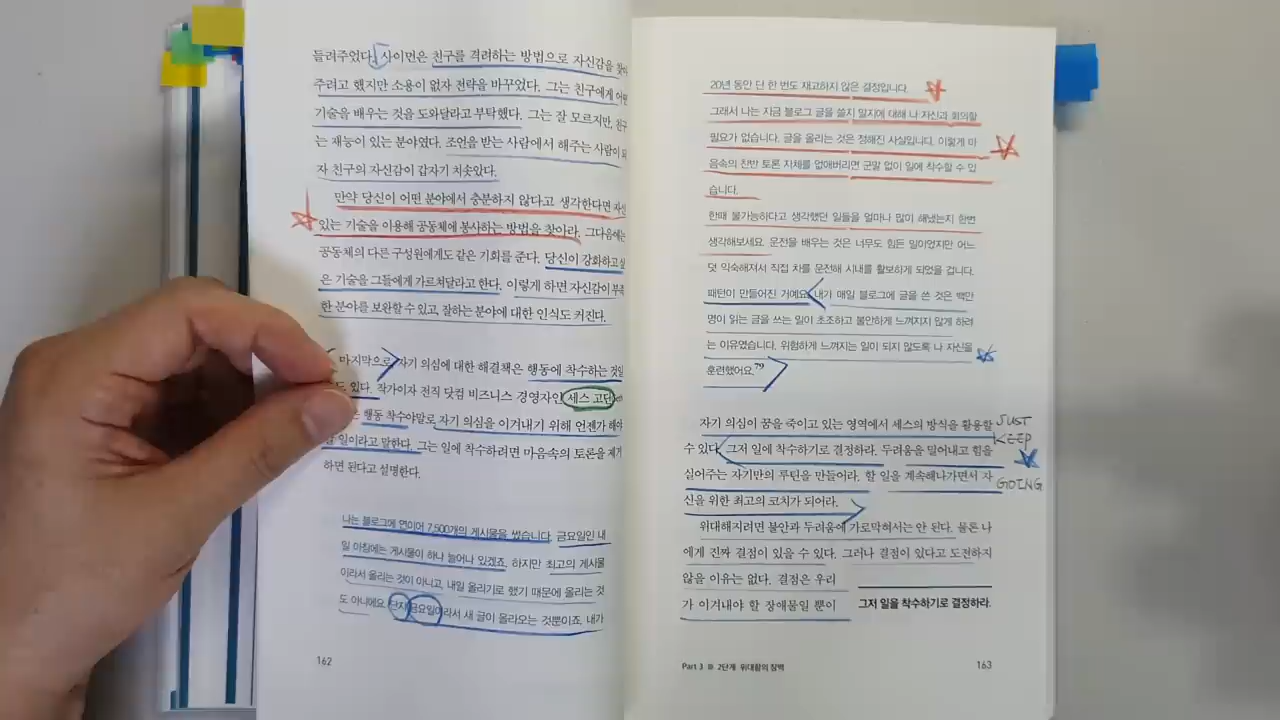 들려주었다. 사이먼은 친구를 격려하는 방법으로 자신감을
주려고 했지만 소용이 없자 전략을 바꾸었다. 그는 친구에게
기술을 배우는 것을 도와달라고 부탁했다. 그는 잘 모르지만,
는 재능이 있는 분야였다. 조언을 받는 사람에서 해주는 사람이
자 친구의 자신감이 갑자기 치솟았다.
만약 당신이 어떤 분야에서 충분하지 않다고 생각한다면
있는 기술을 이용해 공동체에 봉사하는 방법을 찾아라. 그다음에는
공동체의 다른 구성원에게도 같은 기회를 준다. 당신이 강화하고
은 기술을 그들에게 가르쳐달라고 한다. 이렇게 하면 자신감이
한 분야를 보완할 수 있고, 잘하는 분야에 대한 인식도 커진다.
마지막으로 자기 의심에 대한 해결책은 행동에 착수하는 것일
도 있다. 작가이자 전직 닷컴 비즈니스 경영자인 세스 고딘
행동 착수야말로 자기 의심을 이겨내기 위해 언젠가 해야
할 일이라고 말한다. 그는 일에 착수하려면 마음속의 토론을
하면 된다고 설명한다.
나는 블로그에 연이어 7,500개의 게시물을 썼습니다. 금요일인 내
일 아침에는 게시물이 하나 늘어나 있겠죠. 하지만 최고의 게시물
이라서 올리는 것이 아니고, 내일 올리기로 했기 때문에 올리는 것
도 아니에요. 단지 금요일이라서 새 글이 올라오는 것뿐이죠. 내가
162
20년 동안 단 한 번도 재고하지 않은 결정입니다.
그래서 나는 지금 블로그 글을 쓸지 말지에 대해 나 자신과 회의할
필요가 없습니다. 글을 올리는 것은 정해진 사실입니다. 이렇게 마
음속의 찬반 토론 자체를 없애버리면 군말 없이 일에 착수할 수 있
습니다.
한때 불가능하다고 생각했던 일들을 얼마나 많이 해냈는지 한번
생각해보세요. 운전을 배우는 것은 너무도 힘든 일이었지만 어느
덧 익숙해져서 직접 차를 운전해 시내를 활보하게 되었을 겁니다.
패턴이 만들어진 거예요. 내가 매일 블로그에 글을 쓴 것은 백만
명이 읽는 글을 쓰는 일이 초조하고 불안하게 느껴지지 않게 하려
는 이유였습니다. 위험하게 느껴지는 일이 되지 않도록 나 자신을
훈련했어요.79
자기 의심이 꿈을 죽이고 있는 영역에서 세스의 방식을 활용할
수 있다. 그저 일에 착수하기로 결정하라. 두려움을 밀어내고 힘을
실어주는 자기만의 루틴을 만들어라. 할 일을 계속해나가면서 자
신을 위한 최고의 코치가 되어라.
JUST
KEEP
GOING
위대해지려면 불안과 두려움에 가로막혀서는 안 된다. 물론 나
에게 진짜 결점이 있을 수 있다. 그러나 결점이 있다고 도전하지
않을 이유는 없다. 결점은 우리
가 이겨내야 할 장애물일 뿐이
그저 일을 착수하기로 결정하라.
Part 3 2단계 위대함의 장벽
163